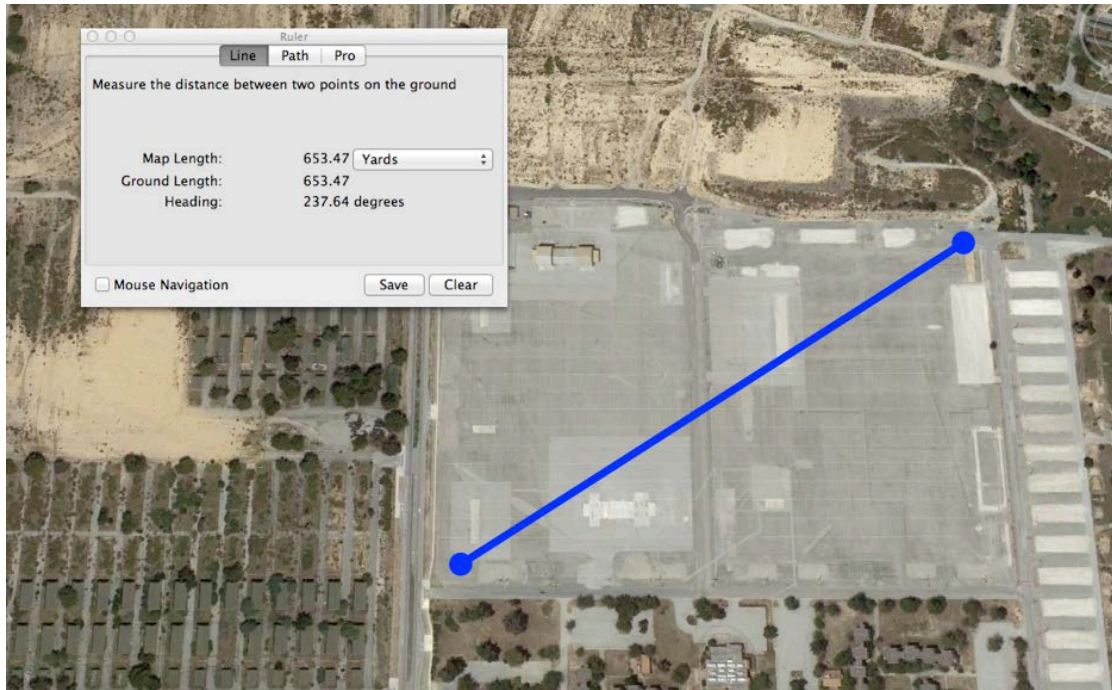 Ruler
Line Path Pro
Measure the distance between two points on the ground
Map Length: 653.47 Yards
Ground Length: 653.47
Heading: 237.64 degrees
Mouse Navigation Save Clear